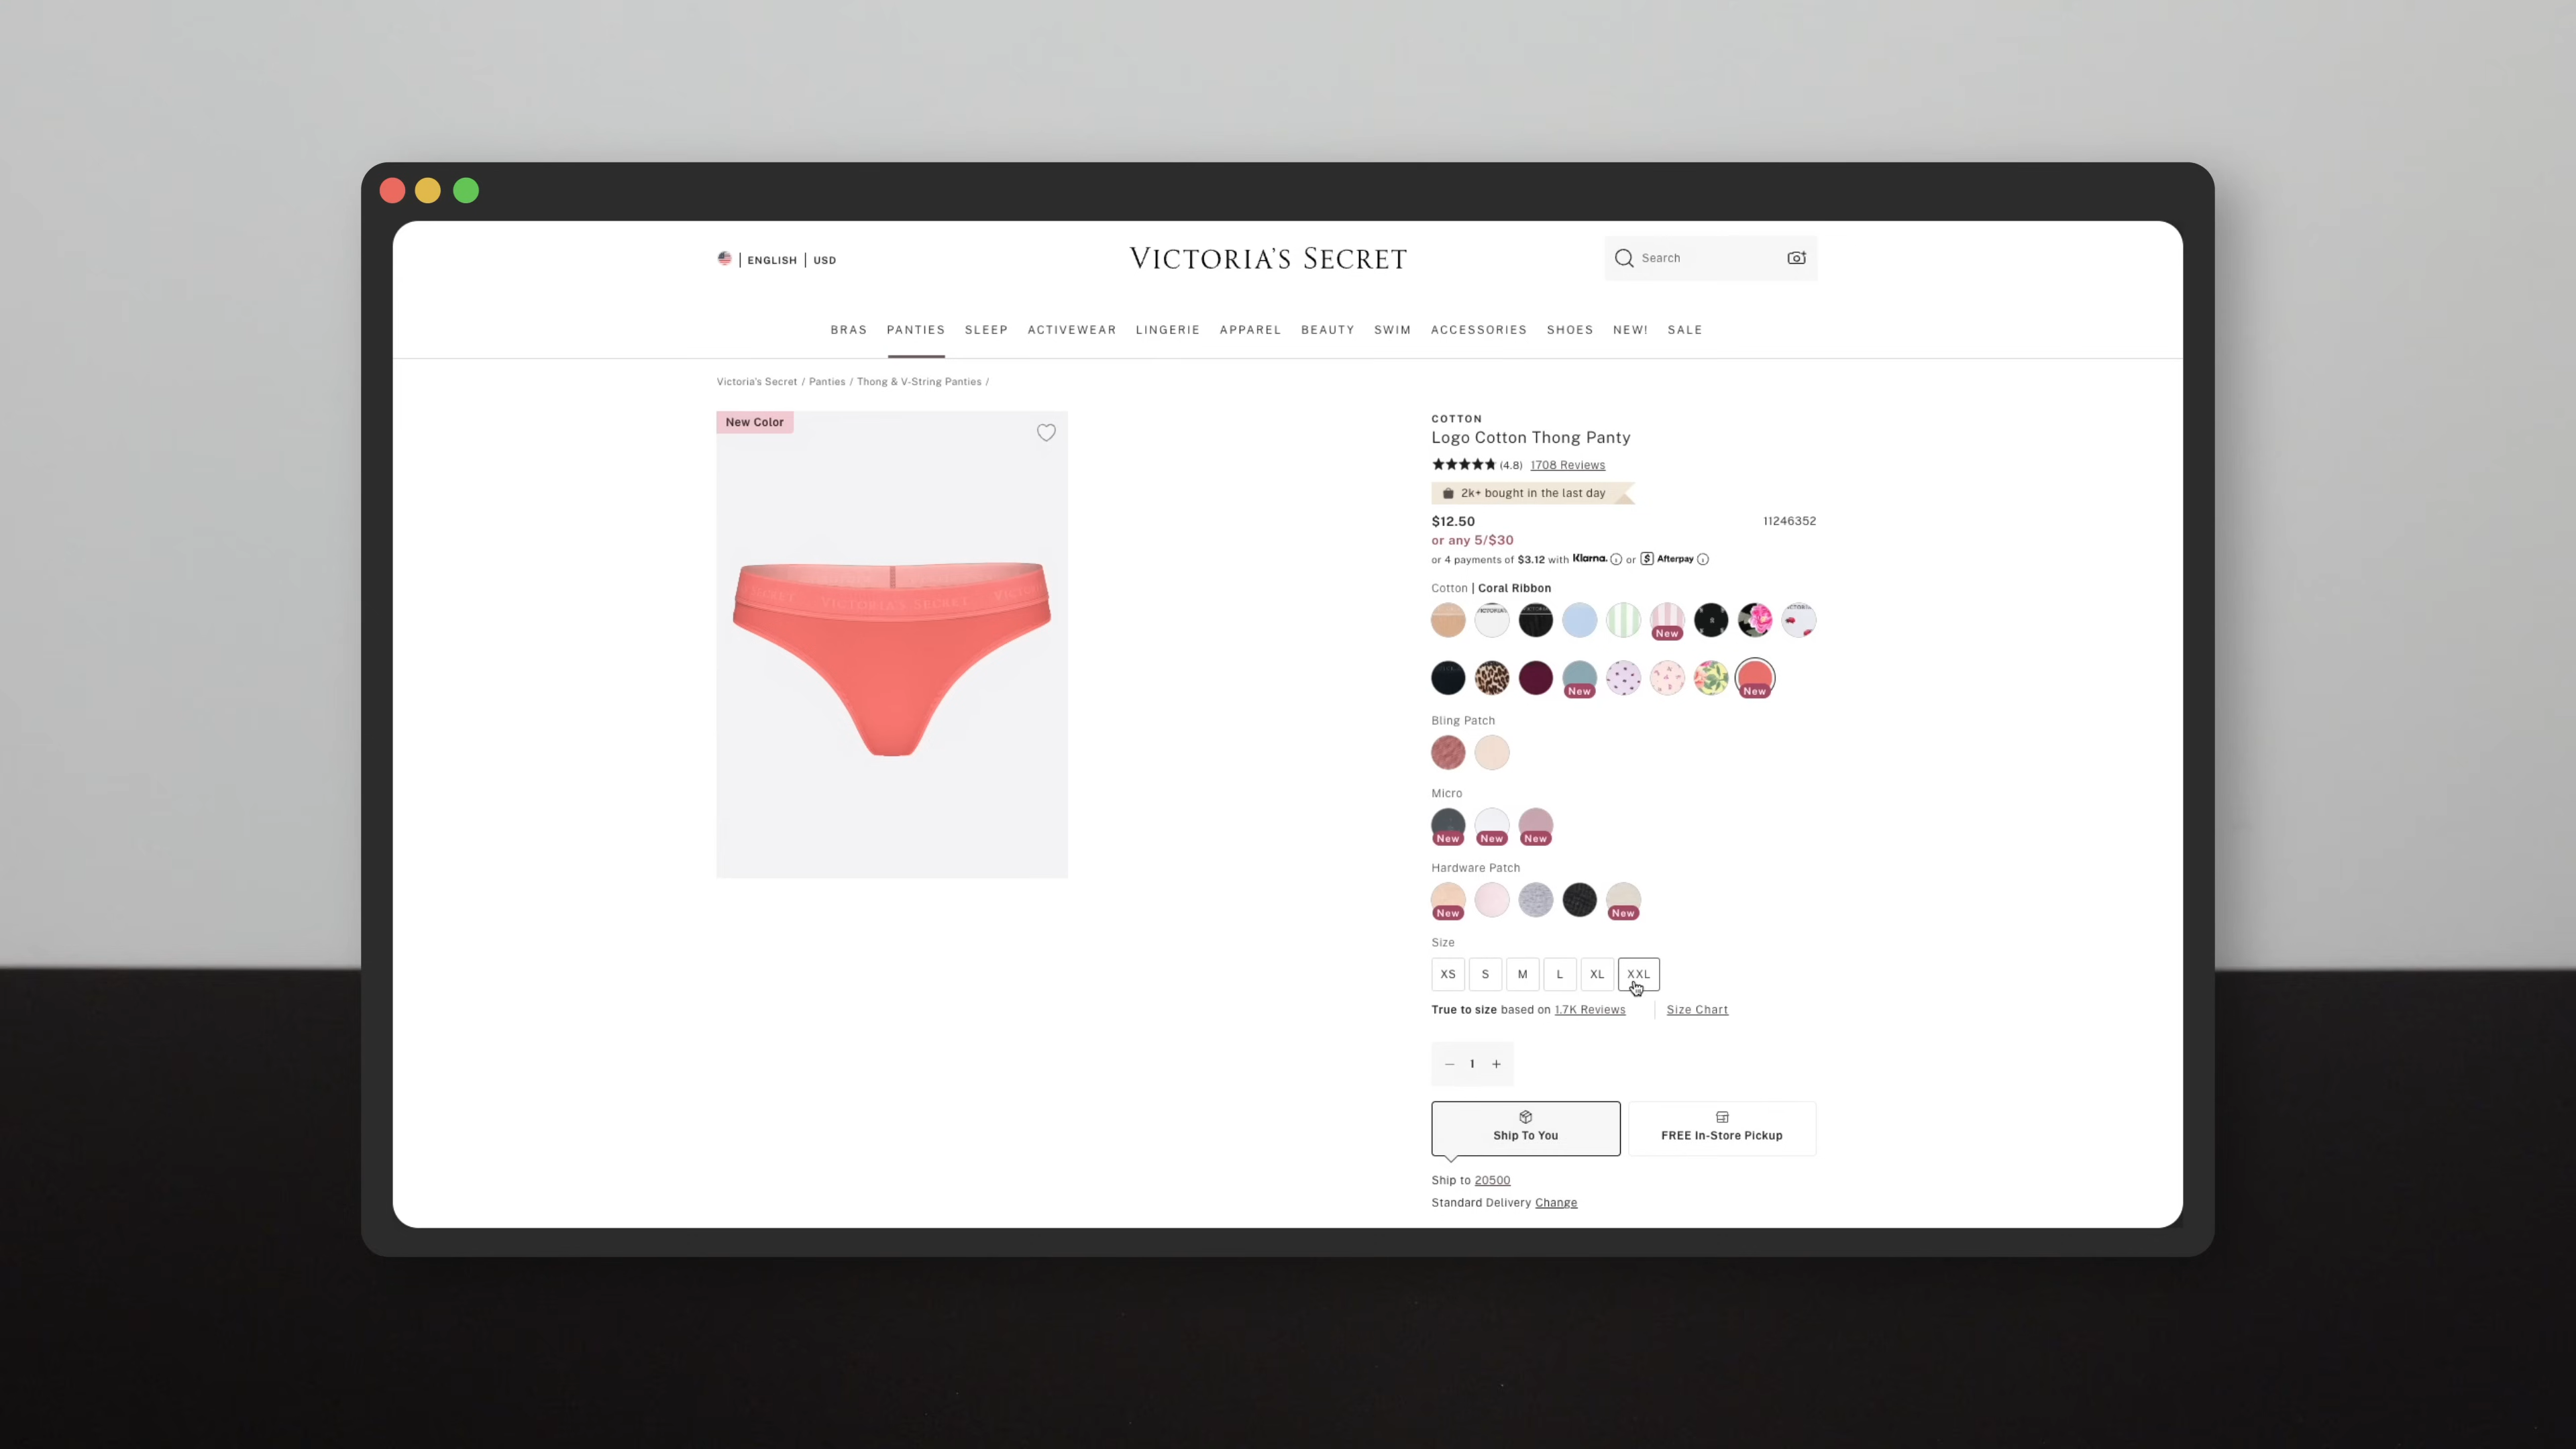 ENGLISH | USD
VICTORIA'S SECRET
Search
BRAS PANTIES SLEEP ACTIVEWEAR LINGERIE APPAREL BEAUTY SWIM ACCESSORIES SHOES NEW! SALE
Victoria's Secret / Panties / Thong & V-String Panties /
New Color
VICTORIA'S SECRET
COTTON
Logo Cotton Thong Panty
(4.8) 1708 Reviews
2k+ bought in the last day
$12.50 11246352
or any 5/$30
or 4 payments of $3.12 with Klarna. or Afterpay
Cotton | Coral Ribbon
New
New New
Bling Patch
Micro
New New New
Hardware Patch
New New
Size
XS S M L XL XXL
True to size based on 1.7K Reviews Size Chart
− 1 +
Ship To You FREE In-Store Pickup
Ship to 20500
Standard Delivery Change